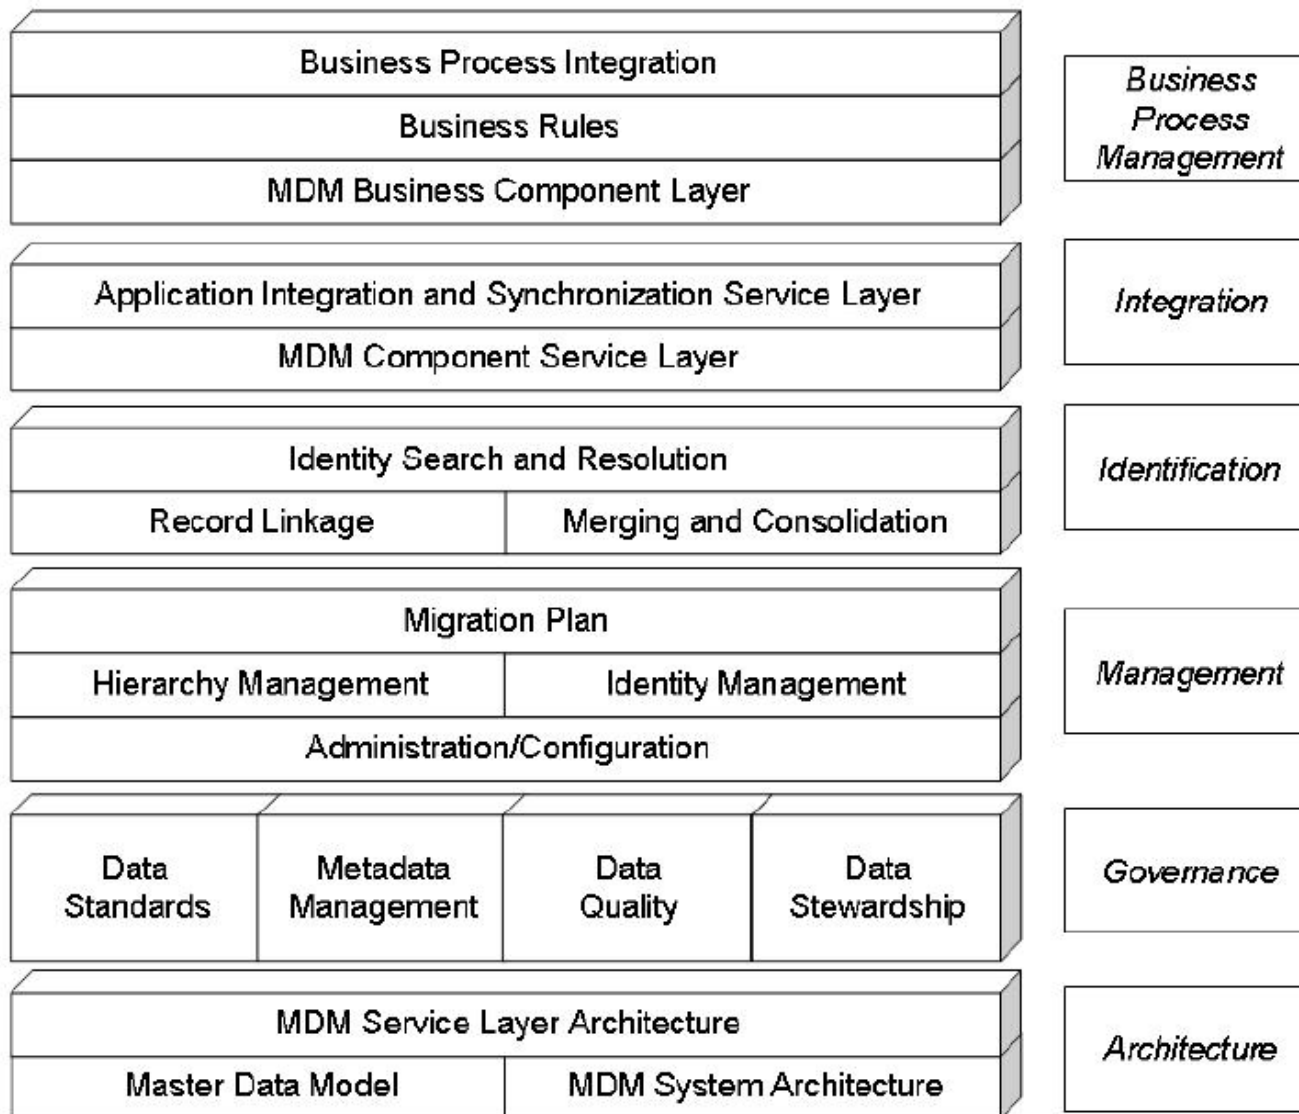 Business Process Integration
Business Rules
MDM Business Component Layer
Business
Process
Management
Application Integration and Synchronization Service Layer
MDM Component Service Layer
Integration
Identity Search and Resolution
Record Linkage
Merging and Consolidation
Identification
Migration Plan
Hierarchy Management
Identity Management
Administration/Configuration
Management
Data
Standards
Metadata
Management
Data
Quality
Data
Stewardship
Governance
MDM Service Layer Architecture
Master Data Model
MDM System Architecture
Architecture